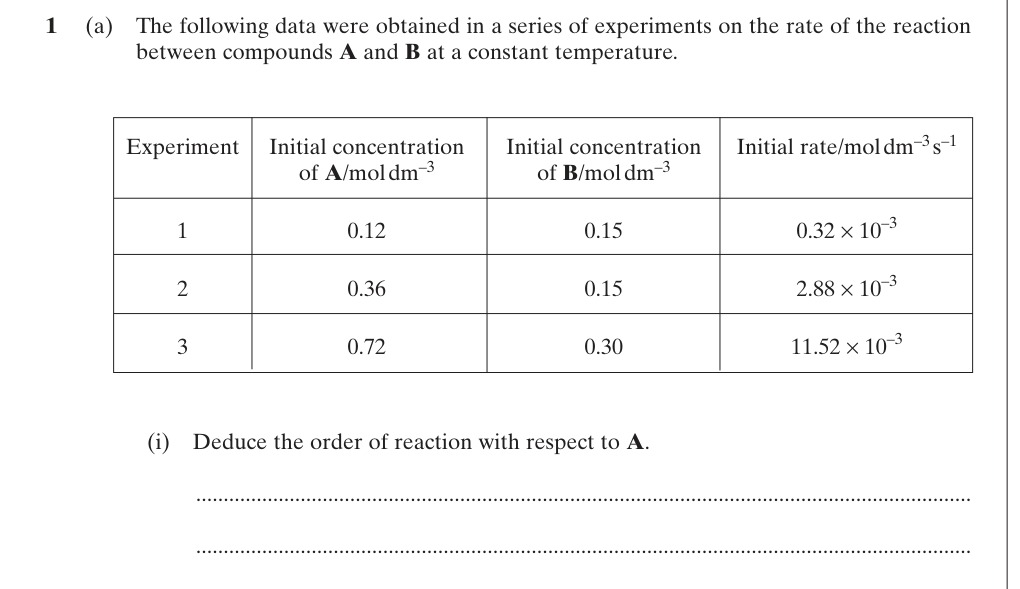 1 (a) The following data were obtained in a series of experiments on the rate of the reaction
between compounds A and B at a constant temperature.
Experiment Initial concentration Initial concentration Initial rate/mol dm⁻³ s⁻¹
of A/mol dm⁻³ of B/mol dm⁻³
1 0.12 0.15 0.32 × 10⁻³
2 0.36 0.15 2.88 × 10⁻³
3 0.72 0.30 11.52 × 10⁻³
(i) Deduce the order of reaction with respect to A.